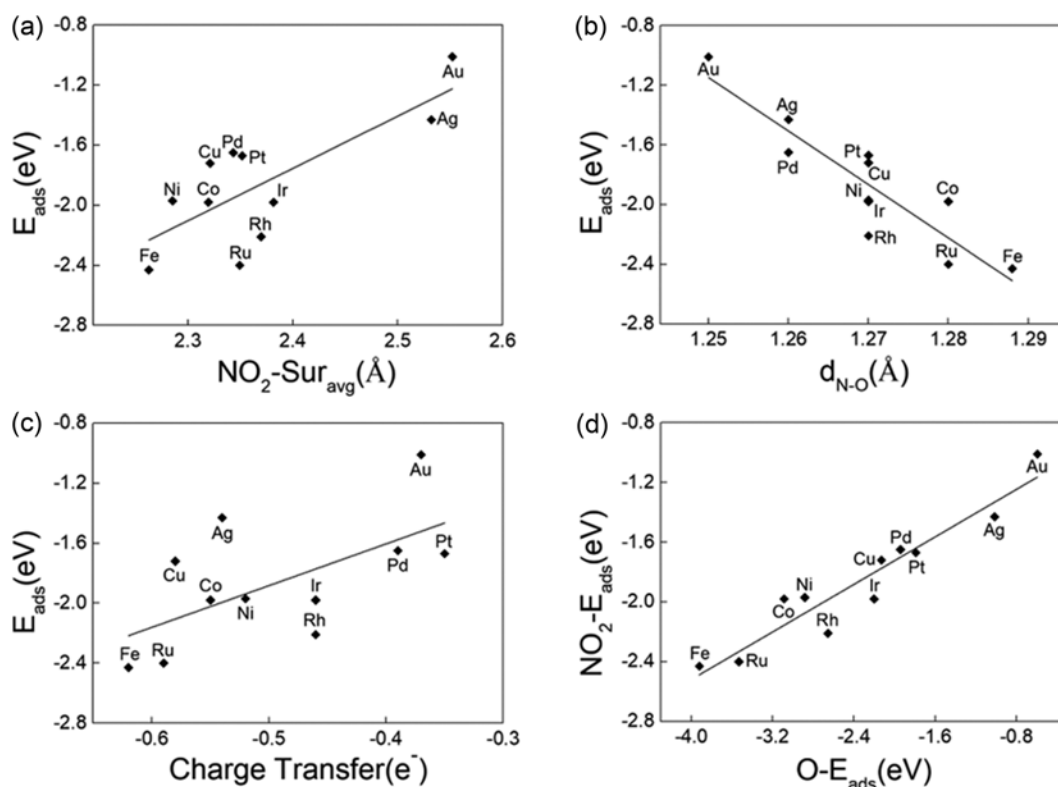 (a)
-0.8
-1.2
-1.6
-2.0
-2.4
-2.8
E_ads(eV)
Au
Ag
Pd
Cu
Pt
Ni
Co
Ir
Rh
Ru
Fe
2.3
2.4
2.5
2.6
NO₂-Sur_avg(Å)
(b)
-0.8
-1.2
-1.6
-2.0
-2.4
-2.8
E_ads(eV)
Au
Ag
Pd
Pt
Cu
Ni
Ir
Co
Rh
Ru
Fe
1.25
1.26
1.27
1.28
1.29
d_N-O(Å)
(c)
-0.8
-1.2
-1.6
-2.0
-2.4
-2.8
E_ads(eV)
Au
Ag
Pt
Cu
Pd
Co
Ir
Ni
Rh
Fe
Ru
-0.6
-0.5
-0.4
-0.3
Charge Transfer(e⁻)
(d)
-0.8
-1.2
-1.6
-2.0
-2.4
-2.8
NO₂-E_ads(eV)
Au
Ag
Pd
Cu
Pt
Ni
Ir
Co
Rh
Fe
Ru
-4.0
-3.2
-2.4
-1.6
-0.8
O-E_ads(eV)